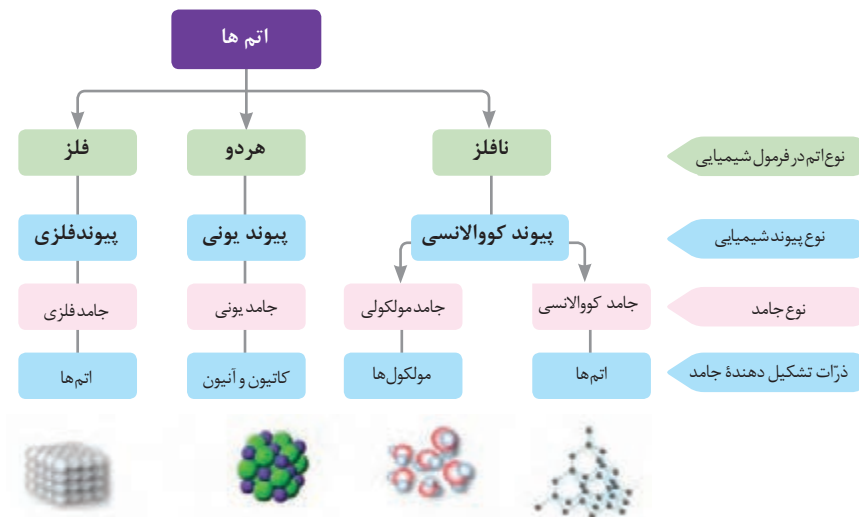 اتم ها
نوع اتم در فرمول شیمیایی
نافلز
هردو
فلز
نوع پیوند شیمیایی
پیوند کووالانسی
پیوند یونی
پیوندفلزی
نوع جامد
جامد کووالانسی
جامد مولکولی
جامد یونی
جامد فلزی
ذرّات تشکیل دهندۀ جامد
اتم‌ها
مولکول‌ها
کاتیون و آنیون
اتم‌ها